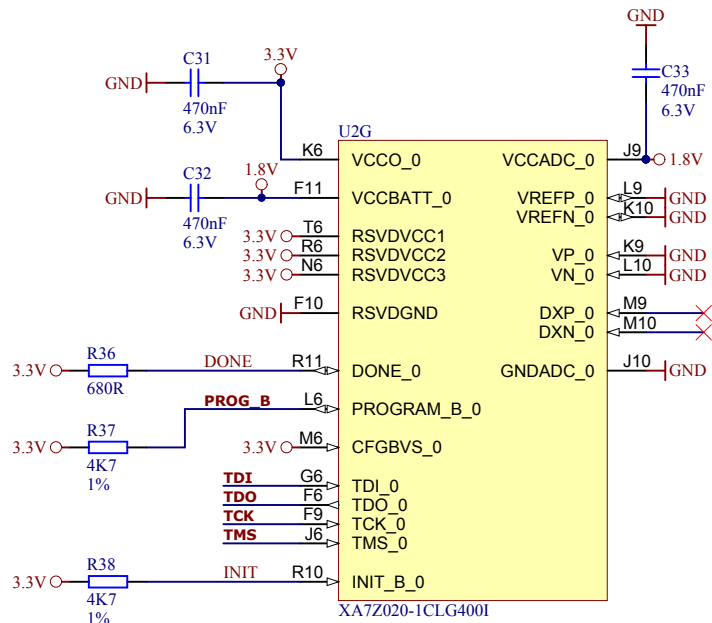 GND
C31
3.3V
GND
470nF
6.3V
C33
470nF
6.3V
U2G
K6
VCCO_0
VCCADC_0
J9
1.8V
C32
1.8V
GND
470nF
6.3V
F11
VCCBATT_0
VREFP_0
L9
GND
VREFN_0
K10
GND
3.3V
T6
RSVDVCC1
3.3V
R6
RSVDVCC2
VP_0
K9
GND
3.3V
N6
RSVDVCC3
VN_0
L10
GND
GND
F10
RSVDGND
DXP_0
M9
DXN_0
M10
R36
3.3V
680R
DONE
R11
DONE_0
GNDADC_0
J10
GND
PROG_B
L6
PROGRAM_B_0
R37
3.3V
4K7
1%
3.3V
M6
CFGBVS_0
TDI
G6
TDI_0
TDO
F6
TDO_0
TCK
F9
TCK_0
TMS
J6
TMS_0
R38
3.3V
4K7
1%
INIT
R10
INIT_B_0
XA7Z020-1CLG400I